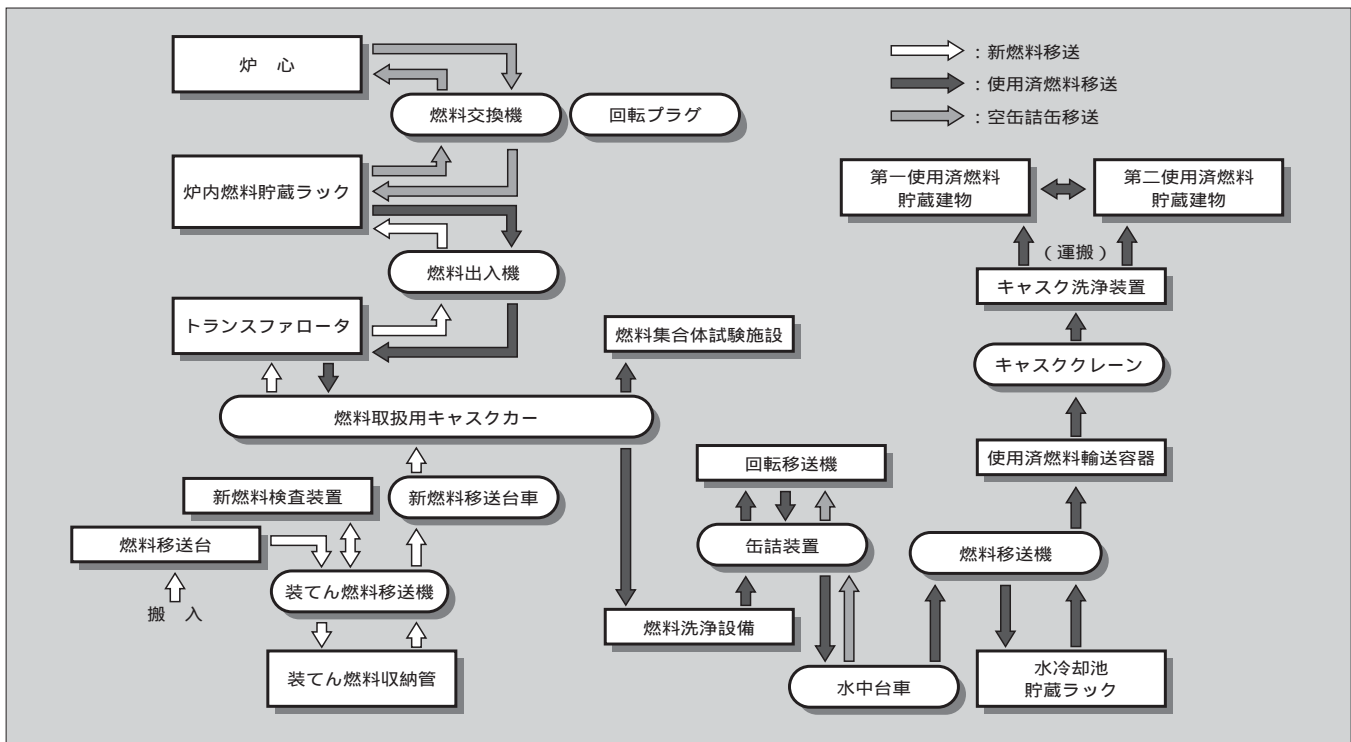 炉　心
：新燃料移送
：使用済燃料移送
：空缶詰缶移送
燃料交換機
回転プラグ
炉内燃料貯蔵ラック
第一使用済燃料
貯蔵建物
第二使用済燃料
貯蔵建物
（運搬）
燃料出入機
キャスク洗浄装置
トランスファロータ
燃料集合体試験施設
キャスククレーン
燃料取扱用キャスクカー
回転移送機
使用済燃料輸送容器
新燃料検査装置
新燃料移送台車
燃料移送台
缶詰装置
燃料移送機
装てん燃料移送機
搬　入
燃料洗浄設備
装てん燃料収納管
水中台車
水冷却池
貯蔵ラック